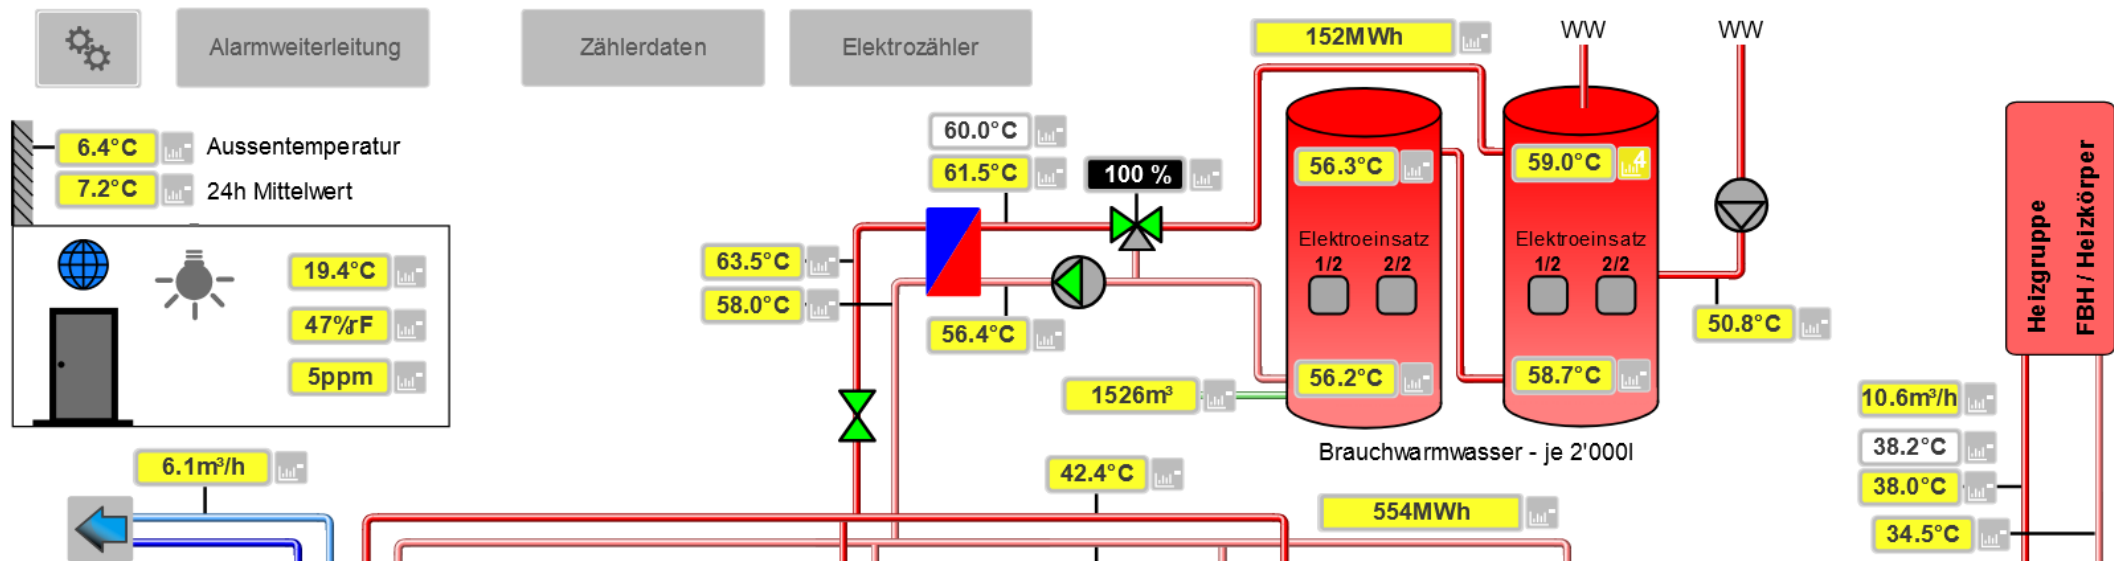 Alarmweiterleitung
Zählerdaten
Elektrozähler
152MWh
WW
WW
6.4°C
Aussentemperatur
7.2°C
24h Mittelwert
60.0°C
61.5°C
100 %
56.3°C
59.0°C
4
Heizgruppe
FBH / Heizkörper
63.5°C
58.0°C
56.4°C
Elektroeinsatz
1/2 2/2
Elektroeinsatz
1/2 2/2
19.4°C
47%rF
5ppm
50.8°C
56.2°C
58.7°C
1526m³
Brauchwarmwasser - je 2'000l
10.6m³/h
38.2°C
38.0°C
34.5°C
6.1m³/h
42.4°C
554MWh